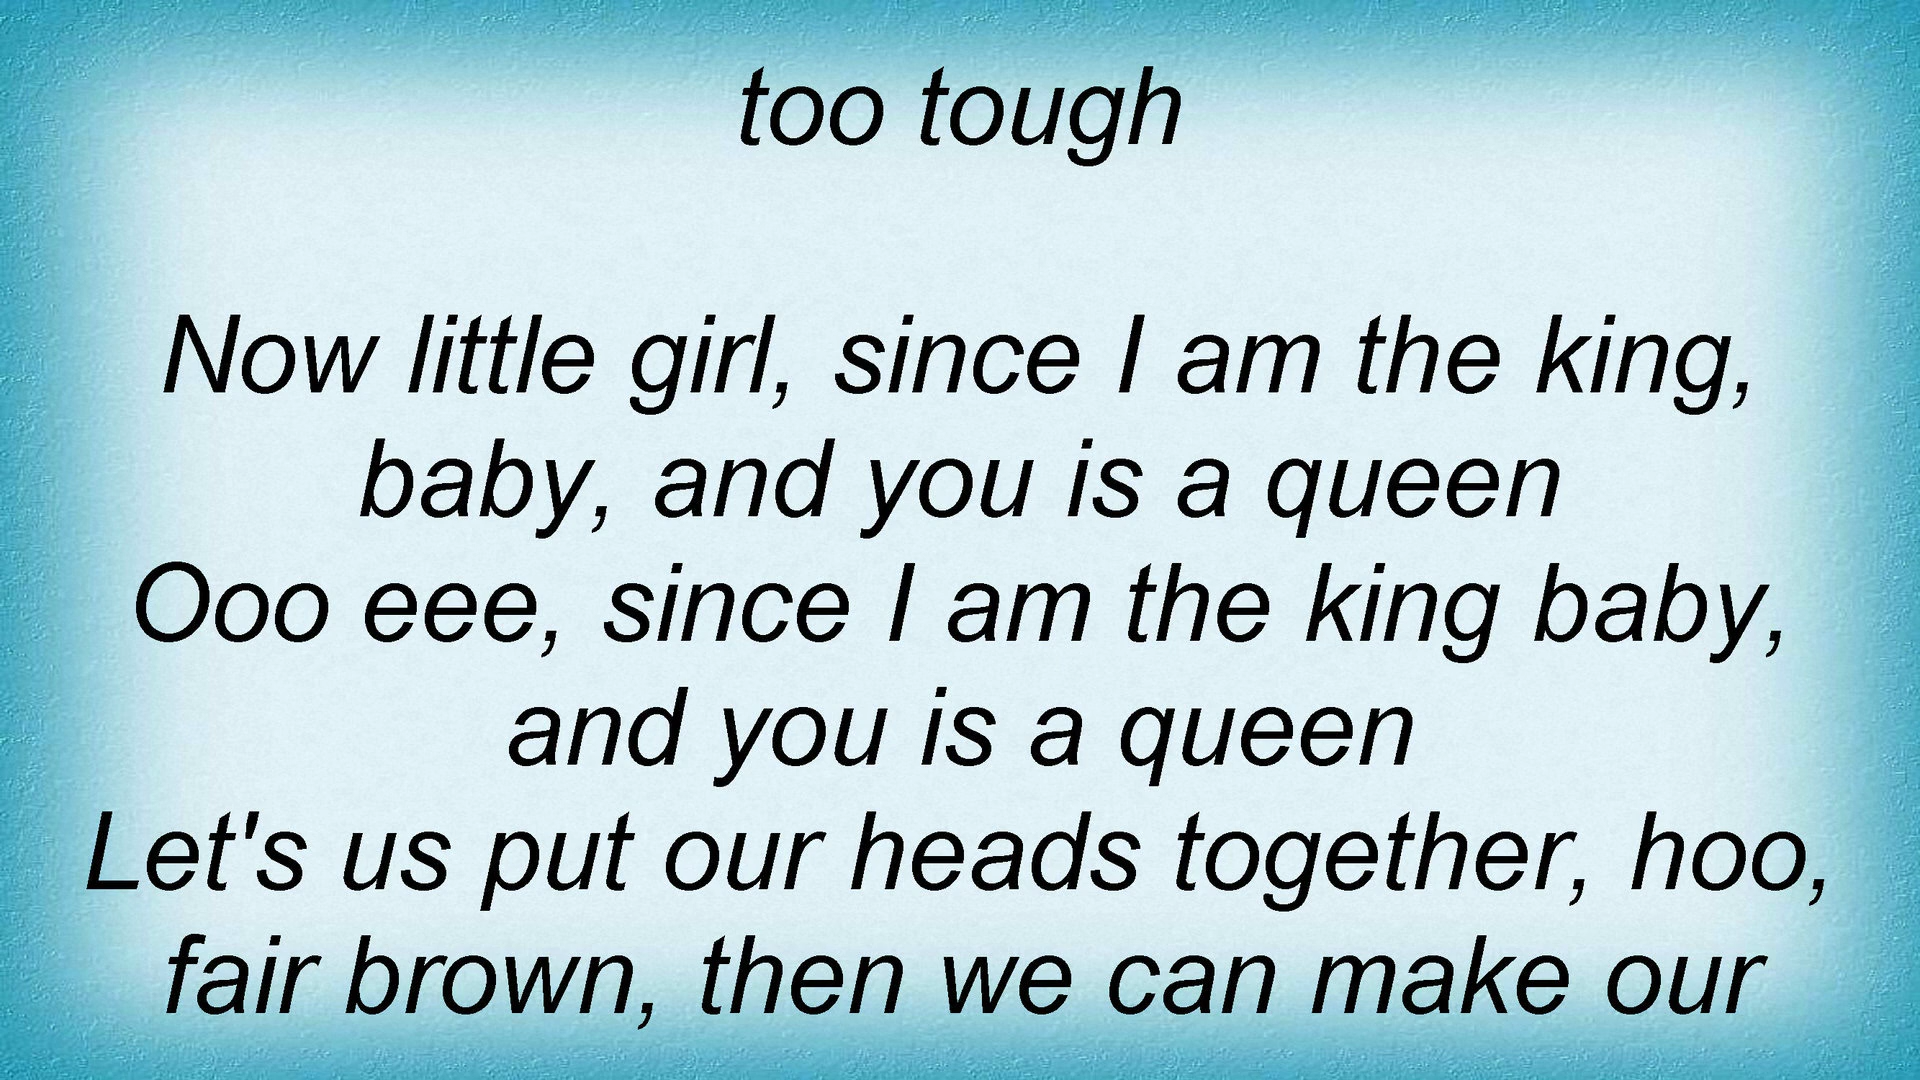 too tough
Now little girl, since I am the king,
baby, and you is a queen
Ooo eee, since I am the king baby,
and you is a queen
Let's us put our heads together, hoo,
fair brown, then we can make our